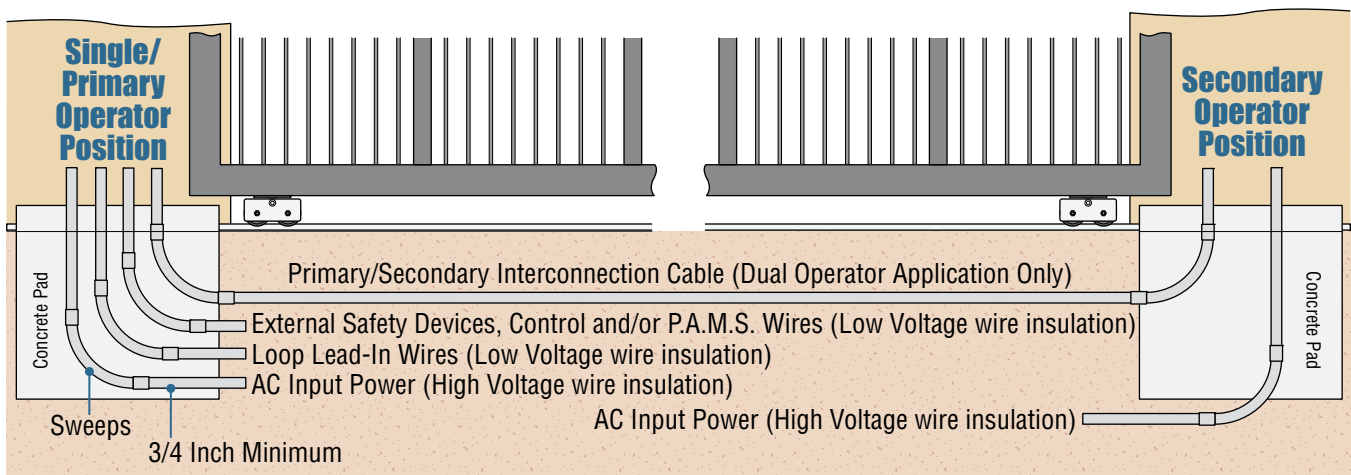 Single/
Primary
Operator
Position
Secondary
Operator
Position
Concrete Pad
Primary/Secondary Interconnection Cable (Dual Operator Application Only)
External Safety Devices, Control and/or P.A.M.S. Wires (Low Voltage wire insulation)
Loop Lead-In Wires (Low Voltage wire insulation)
AC Input Power (High Voltage wire insulation)
Sweeps
3/4 Inch Minimum
Concrete Pad
AC Input Power (High Voltage wire insulation)